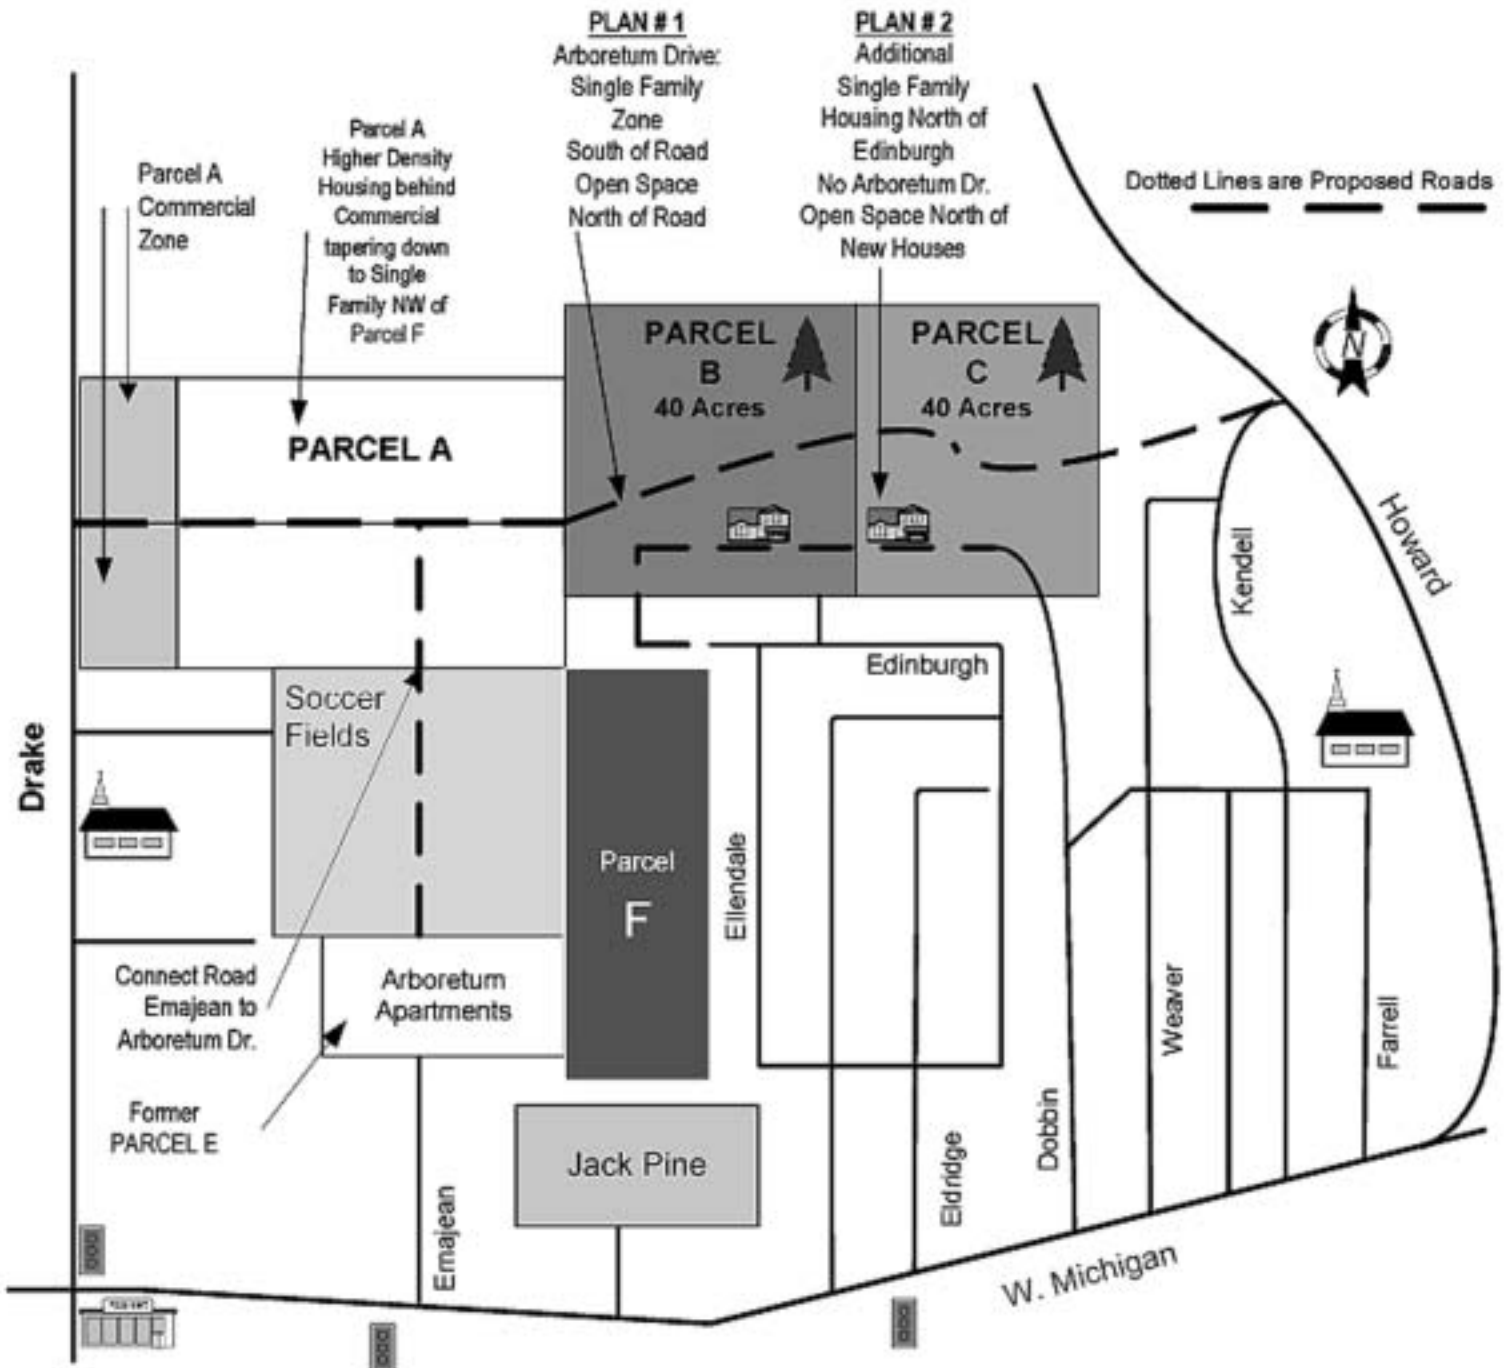 PLAN # 1
Arboretum Drive:
Single Family
Zone
South of Road
Open Space
North of Road
PLAN # 2
Additional
Single Family
Housing North of
Edinburgh
No Arboretum Dr.
Open Space North of
New Houses
Parcel A
Higher Density
Housing behind
Commercial
tapering down
to Single
Family NW of
Parcel F
Parcel A
Commercial
Zone
Dotted Lines are Proposed Roads
N
PARCEL
B
40 Acres
PARCEL
C
40 Acres
PARCEL A
Howard
Kendell
Edinburgh
Soccer
Fields
Drake
Parcel
F
Ellendale
Connect Road
Emajean to
Arboretum Dr.
Arboretum
Apartments
Weaver
Farrell
Former
PARCEL E
Dobbin
Jack Pine
Eldridge
Emajean
W. Michigan